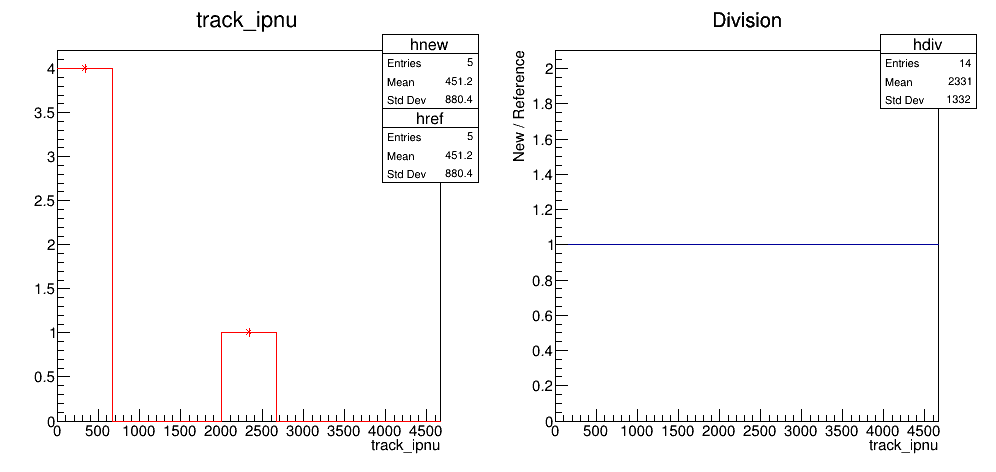 track_ipnu
hnew
Entries 5
Mean 451.2
Std Dev 880.4
href
Entries 5
Mean 451.2
Std Dev 880.4
4
3.5
3
2.5
2
1.5
1
0.5
0
0 500 1000 1500 2000 2500 3000 3500 4000 4500
track_ipnu
Division
hdiv
Entries 14
Mean 2331
Std Dev 1332
New / Reference
2
1.8
1.6
1.4
1.2
1
0.8
0.6
0.4
0.2
0
0 500 1000 1500 2000 2500 3000 3500 4000 4500
track_ipnu